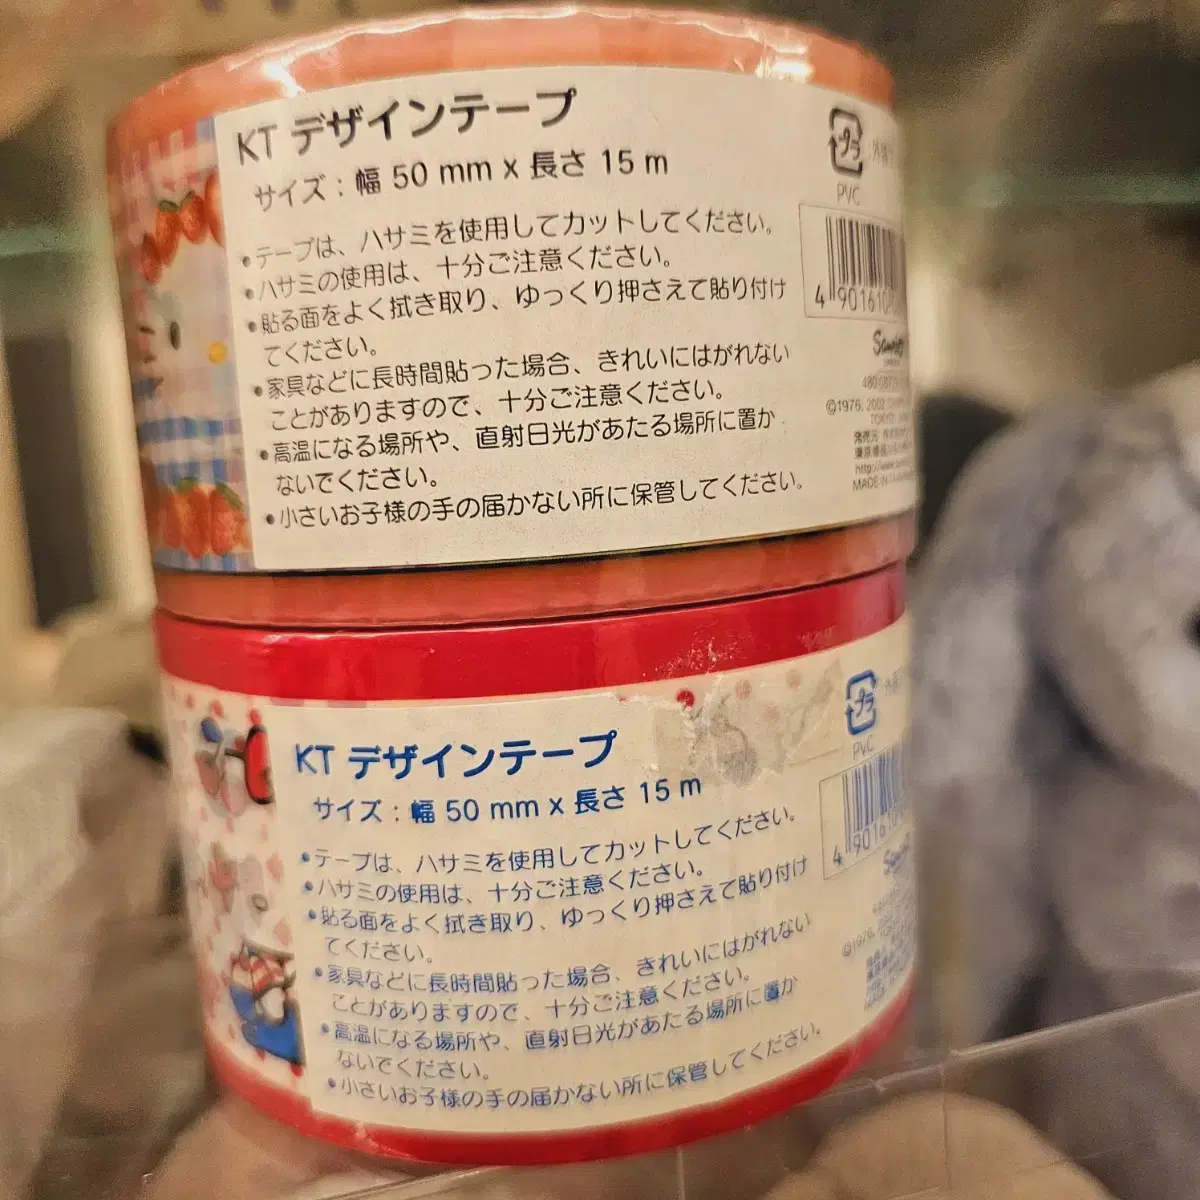 KT デザインテープ
サイズ：幅 50 mm x 長さ 15 m
•テープは、ハサミを使用してカットしてください。
•ハサミの使用は、十分ご注意ください。
•貼る面をよく拭き取り、ゆっくり押さえて貼り付け
てください。
•家具などに長時間貼った場合、きれいにはがれない
ことがありますので、十分ご注意ください。
•高温になる場所や、直射日光があたる場所に置か
ないでください。
•小さいお子様の手の届かない所に保管してください。
プラ
PVC
4 901610
Sanrio
©1976, 2002
TOKYO,
発売元
MADE IN
KT デザインテープ
サイズ：幅 50 mm x 長さ 15 m
•テープは、ハサミを使用してカットしてください。
•ハサミの使用は、十分ご注意ください。
•貼る面をよく拭き取り、ゆっくり押さえて貼り付け
てください。
•家具などに長時間貼った場合、きれいにはがれない
ことがありますので、十分ご注意ください。
•高温になる場所や、直射日光があたる場所に置か
ないでください。
•小さいお子様の手の届かない所に保管してください。
プラ
PVC
4 901610
©1976,